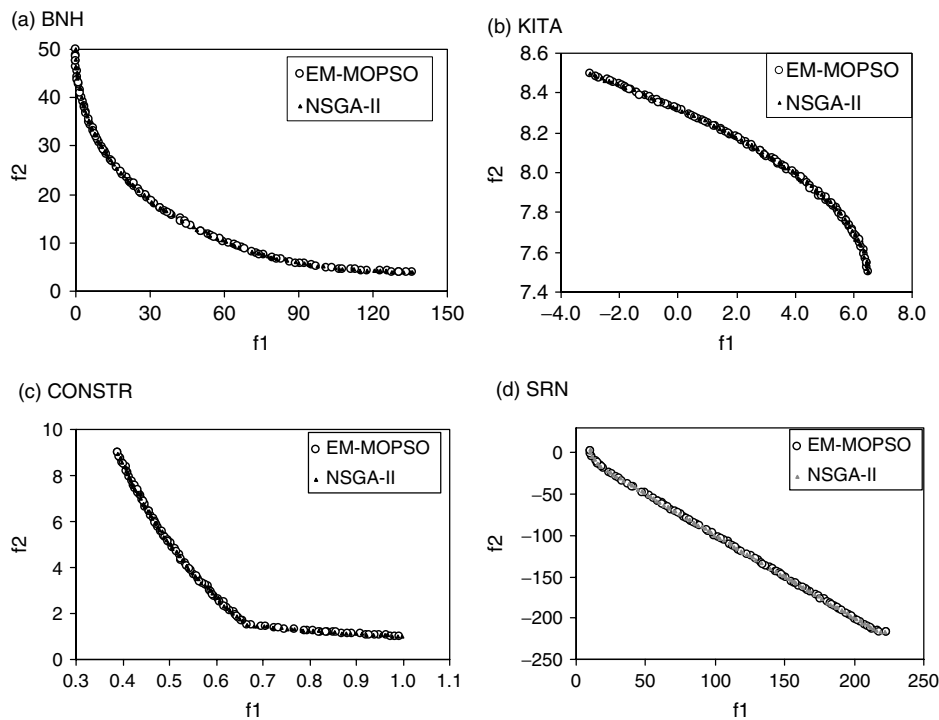 (a) BNH
50
40
30
20
10
0
f2
0 30 60 90 120 150
f1
EM-MOPSO
NSGA-II
(b) KITA
8.6
8.4
8.2
8.0
7.8
7.6
7.4
f2
−4.0 −2.0 0.0 2.0 4.0 6.0 8.0
f1
EM-MOPSO
NSGA-II
(c) CONSTR
10
8
6
4
2
0
f2
0.3 0.4 0.5 0.6 0.7 0.8 0.9 1.0 1.1
f1
EM-MOPSO
NSGA-II
(d) SRN
0
−50
−100
−150
−200
−250
f2
0 50 100 150 200 250
f1
EM-MOPSO
NSGA-II